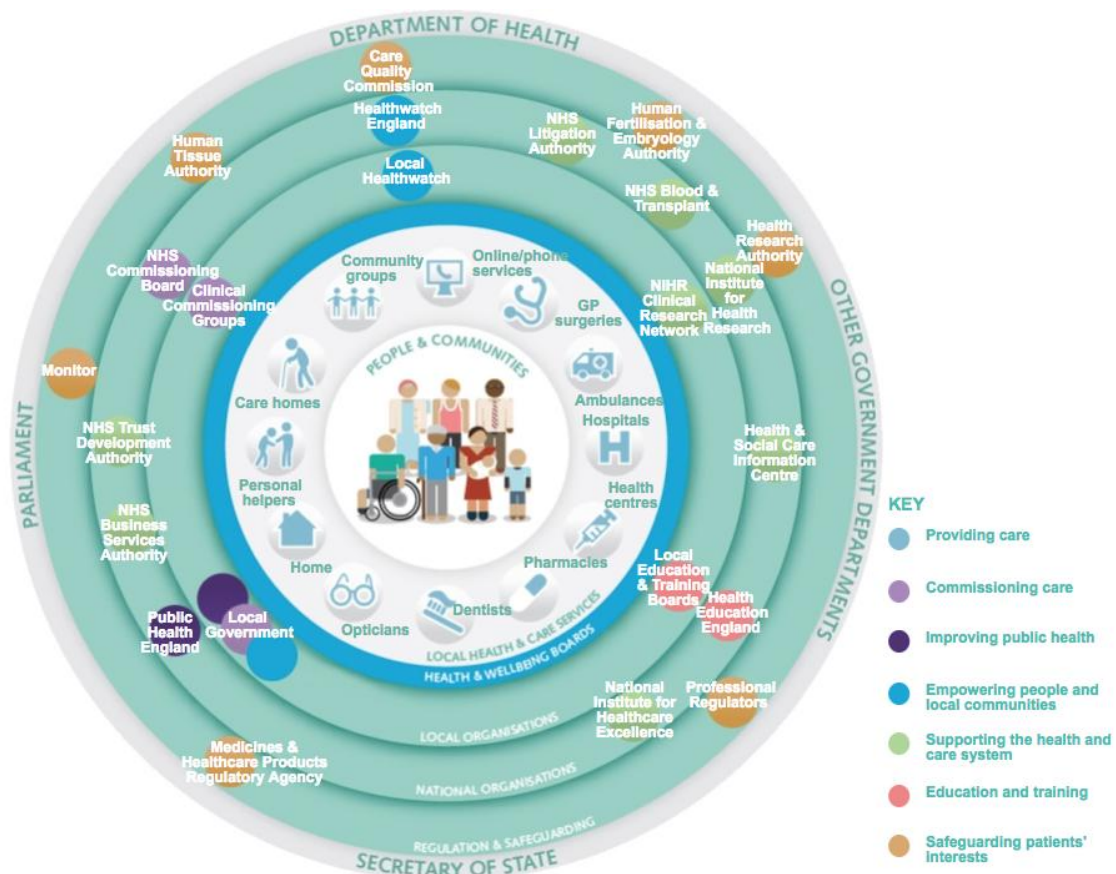 DEPARTMENT OF HEALTH
Care
Quality
Commission
Healthwatch
England
Local
Healthwatch
NHS
Litigation
Authority
Human
Fertilisation &
Embryology
Authority
Human
Tissue
Authority
NHS Blood &
Transplant
Health
Research
Authority
National
Institute
for
Health Research
NIHR
Clinical
Research
Network
NHS
Commissioning
Board
Clinical
Commissioning
Groups
OTHER GOVERNMENT DEPARTMENTS
Community
groups
Online/phone
services
GP
surgeries
PEOPLE & COMMUNITIES
Monitor
Care homes
Ambulances
Hospitals
H
PARLIAMENT
NHS Trust
Development
Authority
Health &
Social Care
Information
Centre
Personal
helpers
Health
centres
NHS
Business
Services
Authority
Home
Pharmacies
Opticians
Dentists
Local
Education
& Training
Boards
Health
Education
England
Public
Health
England
Local
Government
LOCAL HEALTH & CARE SERVICES
HEALTH & WELLBEING BOARDS
National
Institute for
Healthcare
Excellence
Professional
Regulators
LOCAL ORGANISATIONS
Medicines &
Healthcare Products
Regulatory Agency
NATIONAL ORGANISATIONS
REGULATION & SAFEGUARDING
SECRETARY OF STATE
KEY
Providing care
Commissioning care
Improving public health
Empowering people and
local communities
Supporting the health and
care system
Education and training
Safeguarding patients'
interests